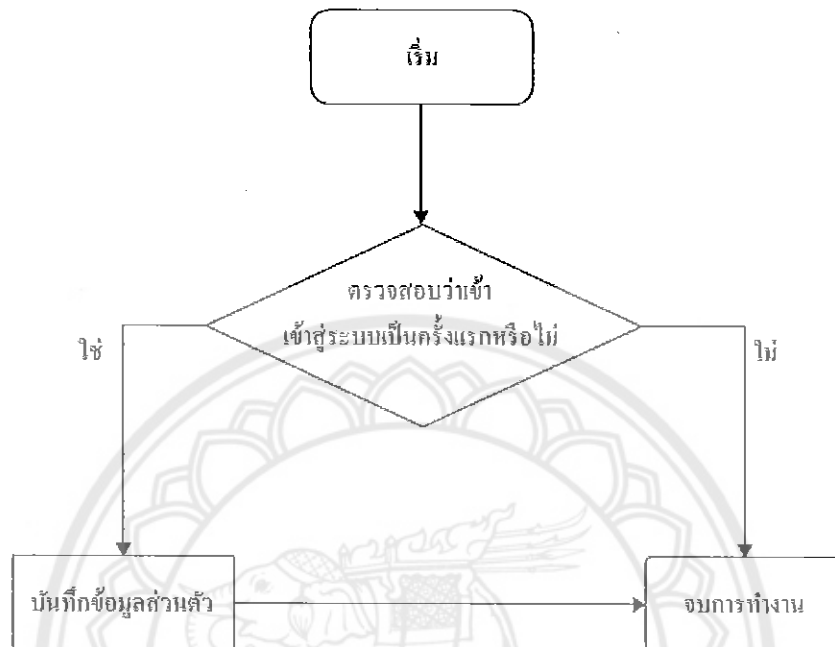 เริ่ม
ตรวจสอบว่าเข้า
เข้าสู่ระบบเป็นครั้งแรกหรือไม่
ใช่
ไม่
บันทึกข้อมูลส่วนตัว
จบการทำงาน